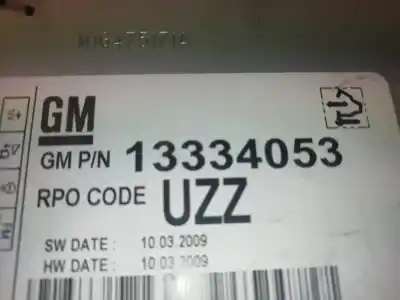 GM
GM P/N 13334053
RPO CODE UZZ
SW DATE : 10.03.2009
HW DATE : 10.03.2009